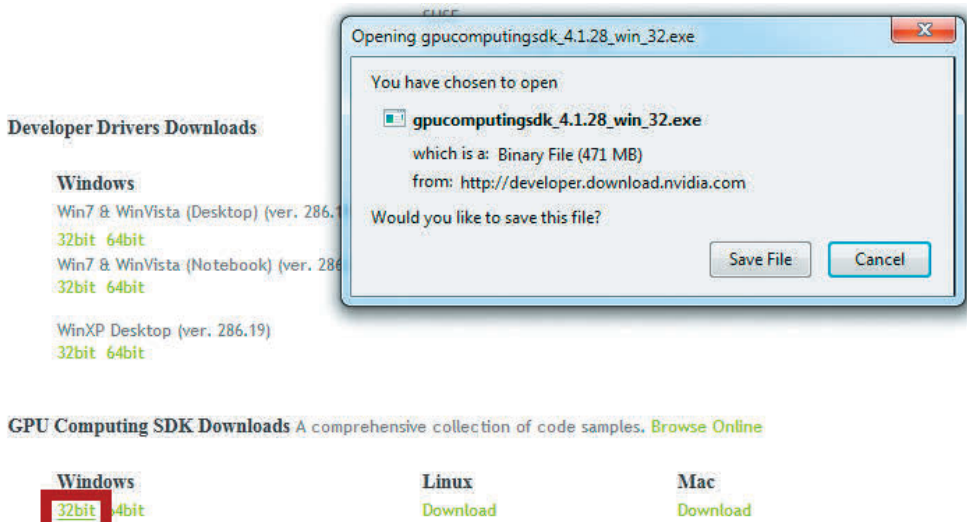 SUSE
Opening gpucomputingsdk_4.1.28_win_32.exe
You have chosen to open
gpucomputingsdk_4.1.28_win_32.exe
which is a: Binary File (471 MB)
from: http://developer.download.nvidia.com
Would you like to save this file?
Save File Cancel
Developer Drivers Downloads
Windows
Win7 & WinVista (Desktop) (ver. 286.1
32bit 64bit
Win7 & WinVista (Notebook) (ver. 286
32bit 64bit
WinXP Desktop (ver. 286.19)
32bit 64bit
GPU Computing SDK Downloads A comprehensive collection of code samples. Browse Online
Windows Linux Mac
32bit 64bit Download Download